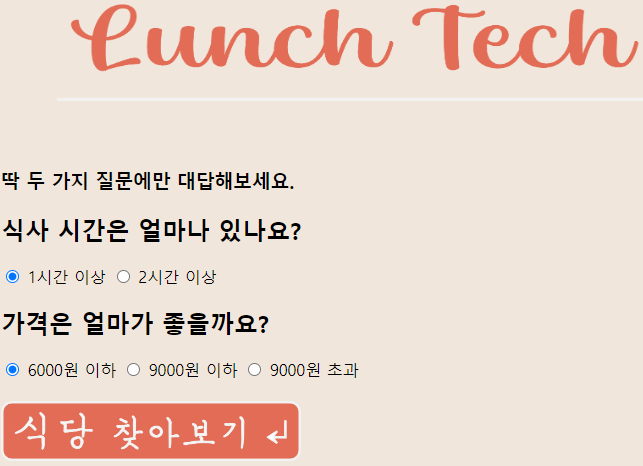 Lunch Tech
딱 두 가지 질문에만 대답해보세요.
식사 시간은 얼마나 있나요?
1시간 이상 2시간 이상
가격은 얼마가 좋을까요?
6000원 이하 9000원 이하 9000원 초과
식당 찾아보기 ↵